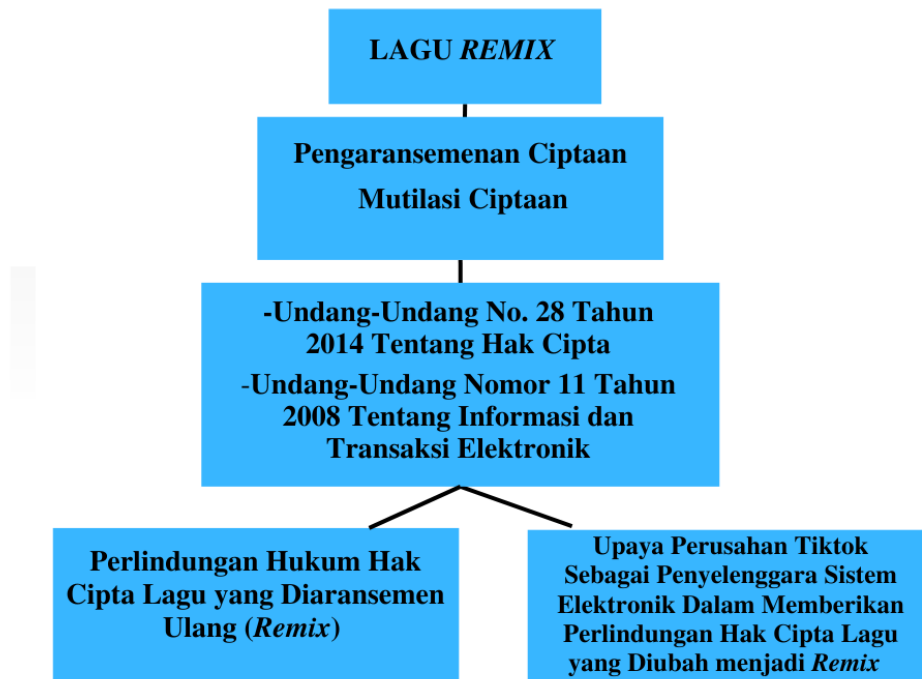 LAGU REMIX
Pengaransemenan Ciptaan
Mutilasi Ciptaan
-Undang-Undang No. 28 Tahun
2014 Tentang Hak Cipta
-Undang-Undang Nomor 11 Tahun
2008 Tentang Informasi dan
Transaksi Elektronik
Perlindungan Hukum Hak
Cipta Lagu yang Diaransemen
Ulang (Remix)
Upaya Perusahan Tiktok
Sebagai Penyelenggara Sistem
Elektronik Dalam Memberikan
Perlindungan Hak Cipta Lagu
yang Diubah menjadi Remix